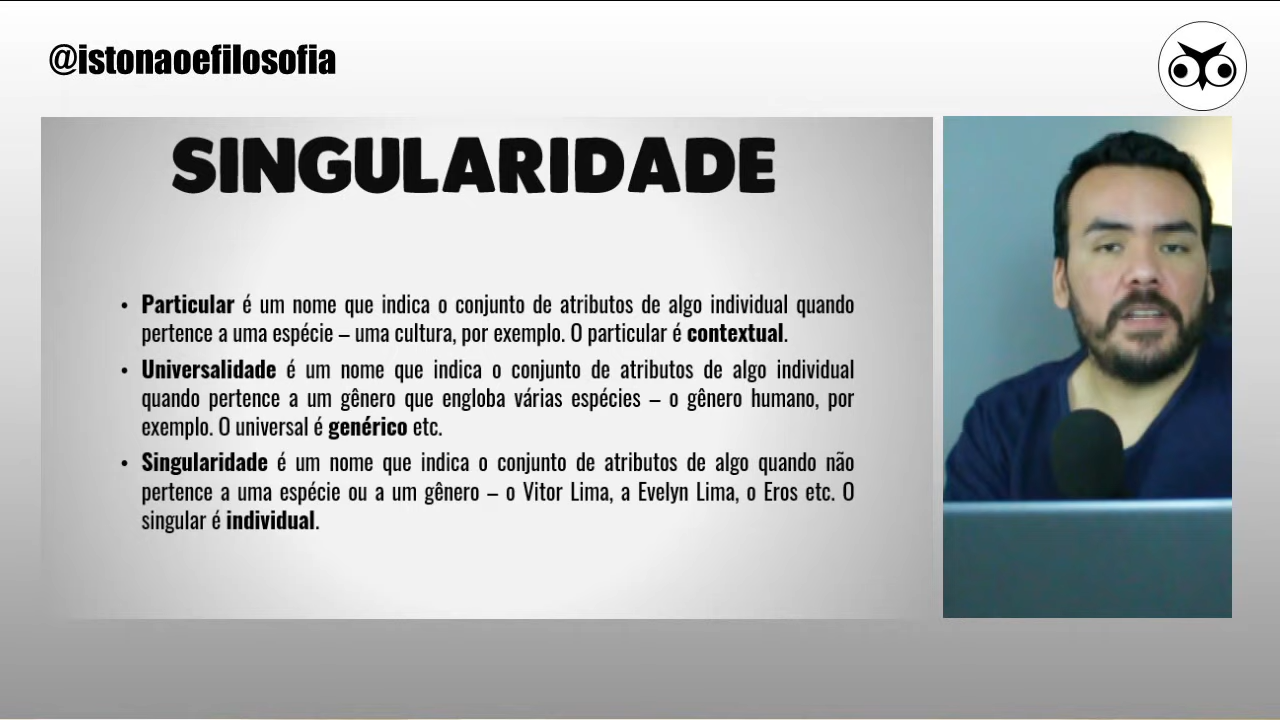 @istonaoefilosofia
SINGULARIDADE
• Particular é um nome que indica o conjunto de atributos de algo individual quando
pertence a uma espécie – uma cultura, por exemplo. O particular é contextual.
• Universalidade é um nome que indica o conjunto de atributos de algo individual
quando pertence a um gênero que engloba várias espécies – o gênero humano, por
exemplo. O universal é genérico etc.
• Singularidade é um nome que indica o conjunto de atributos de algo quando não
pertence a uma espécie ou a um gênero – o Vitor Lima, a Evelyn Lima, o Eros etc. O
singular é individual.